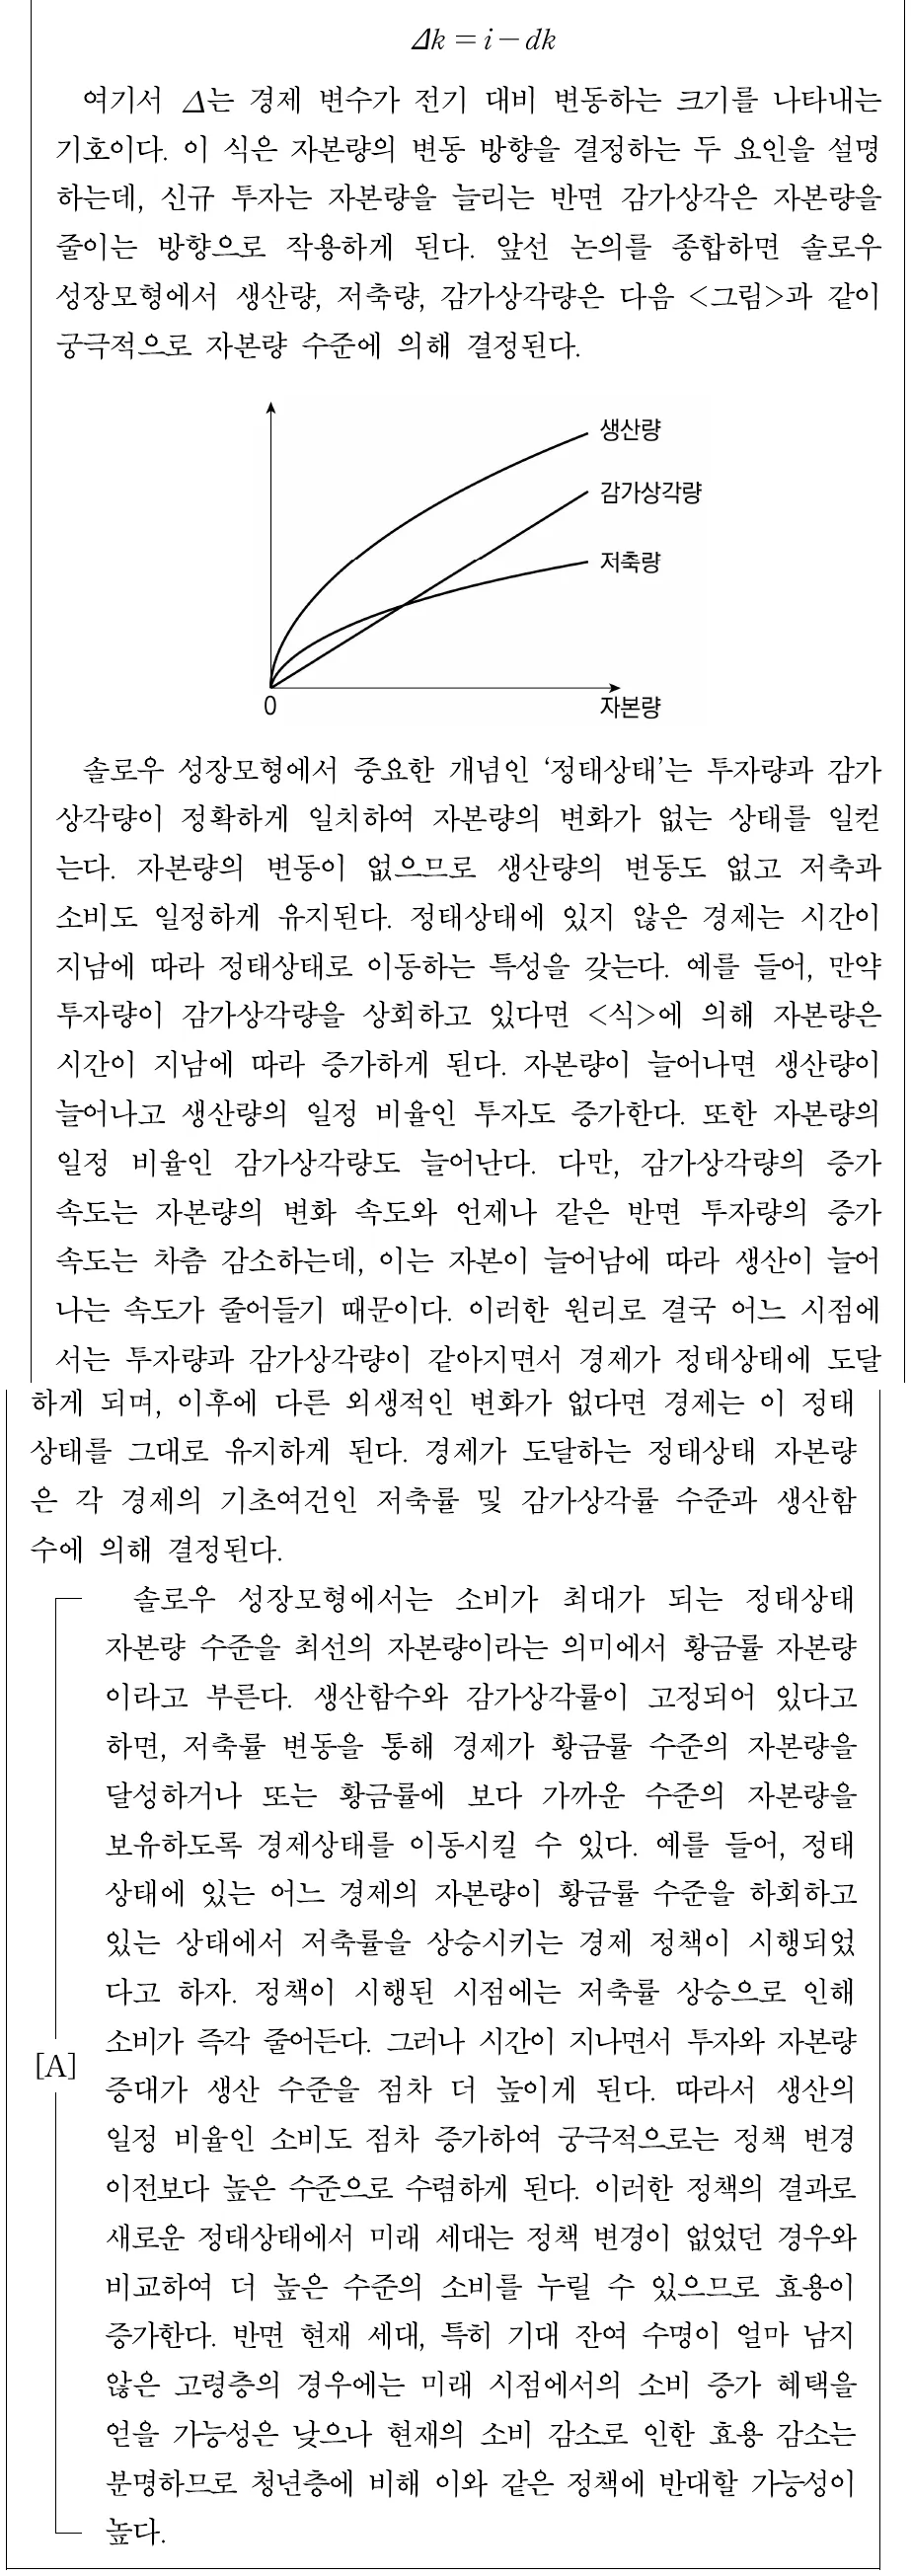 Δk = i − dk
여기서 Δ는 경제 변수가 전기 대비 변동하는 크기를 나타내는
기호이다. 이 식은 자본량의 변동 방향을 결정하는 두 요인을 설명
하는데, 신규 투자는 자본량을 늘리는 반면 감가상각은 자본량을
줄이는 방향으로 작용하게 된다. 앞선 논의를 종합하면 솔로우
성장모형에서 생산량, 저축량, 감가상각량은 다음 <그림>과 같이
궁극적으로 자본량 수준에 의해 결정된다.
생산량
감가상각량
저축량
0
자본량
솔로우 성장모형에서 중요한 개념인 ‘정태상태’는 투자량과 감가
상각량이 정확하게 일치하여 자본량의 변화가 없는 상태를 일컫
는다. 자본량의 변동이 없으므로 생산량의 변동도 없고 저축과
소비도 일정하게 유지된다. 정태상태에 있지 않은 경제는 시간이
지남에 따라 정태상태로 이동하는 특성을 갖는다. 예를 들어, 만약
투자량이 감가상각량을 상회하고 있다면 <식>에 의해 자본량은
시간이 지남에 따라 증가하게 된다. 자본량이 늘어나면 생산량이
늘어나고 생산량의 일정 비율인 투자도 증가한다. 또한 자본량의
일정 비율인 감가상각량도 늘어난다. 다만, 감가상각량의 증가
속도는 자본량의 변화 속도와 언제나 같은 반면 투자량의 증가
속도는 차츰 감소하는데, 이는 자본이 늘어남에 따라 생산이 늘어
나는 속도가 줄어들기 때문이다. 이러한 원리로 결국 어느 시점에
서는 투자량과 감가상각량이 같아지면서 경제가 정태상태에 도달
하게 되며, 이후에 다른 외생적인 변화가 없다면 경제는 이 정태
상태를 그대로 유지하게 된다. 경제가 도달하는 정태상태 자본량
은 각 경제의 기초여건인 저축률 및 감가상각률 수준과 생산함
수에 의해 결정된다.
솔로우 성장모형에서는 소비가 최대가 되는 정태상태
자본량 수준을 최선의 자본량이라는 의미에서 황금률 자본량
이라고 부른다. 생산함수와 감가상각률이 고정되어 있다고
하면, 저축률 변동을 통해 경제가 황금률 수준의 자본량을
달성하거나 또는 황금률에 보다 가까운 수준의 자본량을
보유하도록 경제상태를 이동시킬 수 있다. 예를 들어, 정태
상태에 있는 어느 경제의 자본량이 황금률 수준을 하회하고
있는 상태에서 저축률을 상승시키는 경제 정책이 시행되었
다고 하자. 정책이 시행된 시점에는 저축률 상승으로 인해
소비가 즉각 줄어든다. 그러나 시간이 지나면서 투자와 자본량
[A]
증대가 생산 수준을 점차 더 높이게 된다. 따라서 생산의
일정 비율인 소비도 점차 증가하여 궁극적으로는 정책 변경
이전보다 높은 수준으로 수렴하게 된다. 이러한 정책의 결과로
새로운 정태상태에서 미래 세대는 정책 변경이 없었던 경우와
비교하여 더 높은 수준의 소비를 누릴 수 있으므로 효용이
증가한다. 반면 현재 세대, 특히 기대 잔여 수명이 얼마 남지
않은 고령층의 경우에는 미래 시점에서의 소비 증가 혜택을
얻을 가능성은 낮으나 현재의 소비 감소로 인한 효용 감소는
분명하므로 청년층에 비해 이와 같은 정책에 반대할 가능성이
높다.